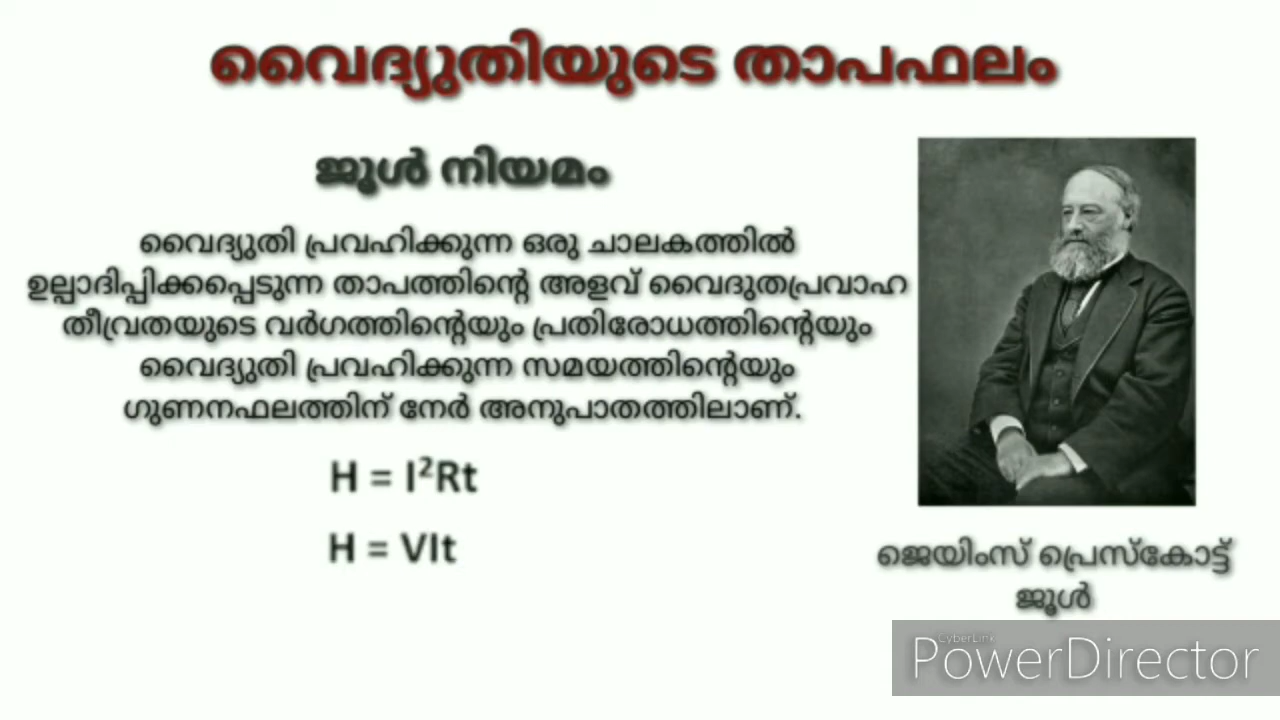 വൈദ്യുതിയുടെ താപഫലം
ജൂൾ നിയമം
വൈദ്യുതി പ്രവഹിക്കുന്ന ഒരു ചാലകത്തിൽ
ഉല്പാദിപ്പിക്കപ്പെടുന്ന താപത്തിന്റെ അളവ് വൈദുതപ്രവാഹ
തീവ്രതയുടെ വർഗത്തിന്റെയും പ്രതിരോധത്തിന്റെയും
വൈദ്യുതി പ്രവഹിക്കുന്ന സമയത്തിന്റെയും
ഗുണനഫലത്തിന് നേർ അനുപാതത്തിലാണ്.
H = I²Rt
H = VIt
ജെയിംസ് പ്രെസ്കോട്ട്
ജൂൾ
CyberLink
PowerDirector